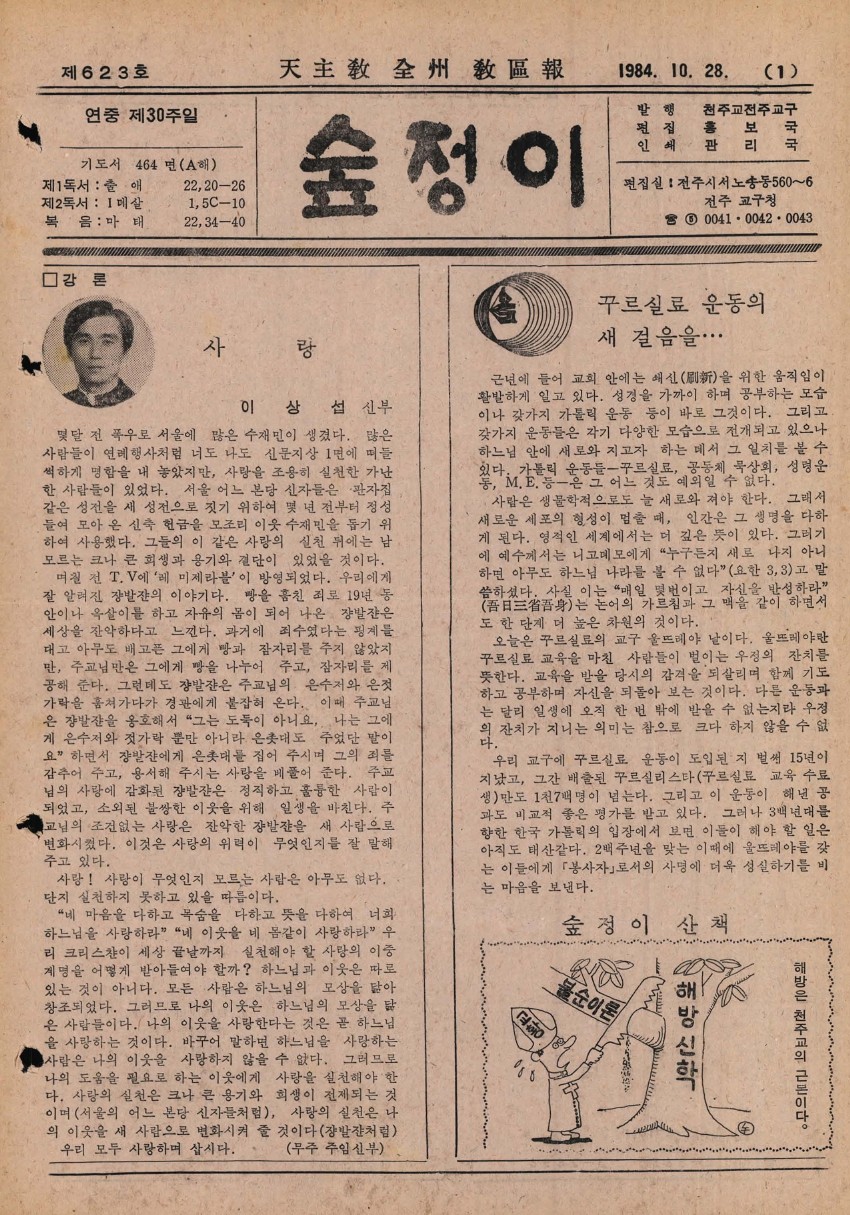 제623호
天主敎 全州 敎區報
1984. 10. 28.
(1)
연중 제30주일
기도서 464 면(A해)
제1독서 : 출 애 22,20—26
제2독서 : Ⅰ테살 1,5C—10
복 음 : 마 태 22,34—40
숲정이
발 행 천주교전주교구
편 집 홍 보 국
인 쇄 관 리 국
편집실 : 전주시서노송동560~6
전주 교구청
☎ ⑤ 0041·0042·0043
□강 론
사 랑
이 상 섭 신부
몇달 전 폭우로 서울에 많은 수재민이 생겼다. 많은
사람들이 연례행사처럼 너도 나도 신문지상 1면에 떠들
썩하게 명함을 내 놓았지만, 사랑을 조용히 실천한 가난
한 사람들이 있었다. 서울 어느 본당 신자들은 판자집
같은 성전을 새 성전으로 짓기 위하여 몇 년 전부터 정성
들여 모아 온 신축 헌금을 모조리 이웃 수재민을 돕기 위
하여 사용했다. 그들의 이 같은 사랑의 실천 뒤에는 남
모르는 크나 큰 희생과 용기와 결단이 있었을 것이다.
며칠 전 T.V에 ‘레 미제라블’이 방영되었다. 우리에게
잘 알려진 쟝발쟌의 이야기다. 빵을 훔친 죄로 19년 동
안이나 옥살이를 하고 자유의 몸이 되어 나온 쟝발쟌은
세상을 잔악하다고 느낀다. 과거에 죄수였다는 핑계를
대고 아무도 배고픈 그에게 빵과 잠자리를 주지 않았지
만, 주교님만은 그에게 빵을 나누어 주고, 잠자리를 제
공해 준다. 그런데도 쟝발쟌은 주교님의 은수저와 은젓
가락을 훔쳐가다가 경관에게 붙잡혀 온다. 이때 주교님
은 쟝발쟌을 옹호해서 “그는 도둑이 아니요, 나는 그에
게 은수저와 젓가락 뿐만 아니라 은촛대도 주었단 말이
요” 하면서 쟝발쟌에게 은촛대를 집어 주시며 그의 죄를
감추어 주고, 용서해 주시는 사랑을 베풀어 준다. 주교
님의 사랑에 감화된 쟝발쟌은 정직하고 훌륭한 사람이
되었고, 소외된 불쌍한 이웃을 위해 일생을 바친다. 주
교님의 조건없는 사랑은 잔악한 쟝발쟌을 새 사람으로
변화시켰다. 이것은 사랑의 위력이 무엇인지를 잘 말해
주고 있다.
사랑! 사랑이 무엇인지 모르는 사람은 아무도 없다.
단지 실천하지 못하고 있을 따름이다.
“네 마음을 다하고 목숨을 다하고 뜻을 다하여 너희
하느님을 사랑하라” “네 이웃을 네 몸같이 사랑하라” 우
리 크리스챤이 세상 끝날까지 실천해야 할 사랑의 이중
계명을 어떻게 받아들여야 할까? 하느님과 이웃은 따로
있는 것이 아니다. 모든 사람은 하느님의 모상을 닮아
창조되었다. 그러므로 나의 이웃은 하느님의 모상을 닮
은 사람들이다. 나의 이웃을 사랑한다는 것은 곧 하느님
을 사랑하는 것이다. 바꾸어 말하면 하느님을 사랑하는
사람은 나의 이웃을 사랑하지 않을 수 없다. 그러므로
나의 도움을 필요로 하는 이웃에게 사랑을 실천해야 한
다. 사랑의 실천은 크나 큰 용기와 희생이 전제되는 것
이며(서울의 어느 본당 신자들처럼), 사랑의 실천은 나
의 이웃을 새 사람으로 변화시켜 줄 것이다(쟝발쟌처럼)
우리 모두 사랑하며 삽시다. (무주 주임신부)
꾸르실료 운동의
새 걸음을…
근년에 들어 교회 안에는 쇄신(刷新)을 위한 움직임이
활발하게 일고 있다. 성경을 가까이 하며 공부하는 모습
이나 갖가지 가톨릭 운동 등이 바로 그것이다. 그리고
갖가지 운동들은 각기 다양한 모습으로 전개되고 있으나
하느님 안에 새로와 지고자 하는 데서 그 일치를 볼 수
있다. 가톨릭 운동들—꾸르실료, 공동체 묵상회, 성령운
동, M.E. 등—은 그 어느 것도 예외일 수 없다.
사람은 생물학적으로도 늘 새로와 져야 한다. 그래서
새로운 세포의 형성이 멈출 때, 인간은 그 생명을 다하
게 된다. 영적인 세계에서는 더 깊은 뜻이 있다. 그러기
에 예수께서는 니고데모에게 “누구든지 새로 나지 아니
하면 아무도 하느님 나라를 볼 수 없다”(요한 3,3)고 말
씀하셨다. 사실 이는 “매일 몇번이고 자신을 반성하라”
(吾日三省吾身)는 논어의 가르침과 그 맥을 같이 하면서
도 한 단계 더 높은 차원의 것이다.
오늘은 꾸르실료의 교구 울뜨레야 날이다. 울뜨레야란
꾸르실료 교육을 마친 사람들이 벌이는 우정의 잔치를
뜻한다. 교육을 받을 당시의 감격을 되살리며 함께 기도
하고 공부하며 자신을 되돌아 보는 것이다. 다른 운동과
는 달리 일생에 오직 한 번 밖에 받을 수 없는지라 우정
의 잔치가 지니는 의미는 참으로 크다 하지 않을 수 없
다.
우리 교구에 꾸르실료 운동이 도입된 지 벌써 15년이
지났고, 그간 배출된 꾸르실리스타(꾸르실료 교육 수료
생)만도 1천7백명이 넘는다. 그리고 이 운동이 해낸 공
과도 비교적 좋은 평가를 받고 있다. 그러나 3백년대를
향한 한국 가톨릭의 입장에서 보면 이들이 해야 할 일은
아직도 태산같다. 2백주년을 맞는 이때에 울뜨레야를 갖
는 이들에게 「봉사자」로서의 사명에 더욱 성실하기를 비
는 마음을 보낸다.
숲정이 산책
불순이론
해방신학
해방은 천주교의 근본이다.